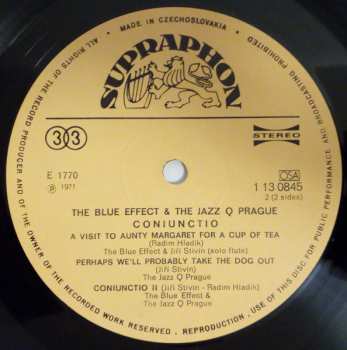 MADE IN CZECHOSLOVAKIA
ALL RIGHTS OF THE RECORD PRODUCER AND OF THE OWNER OF THE RECORDED WORK RESERVED . REPRODUCTION . USE OF THIS DISC FOR PUBLIC PERFORMANCE AND BROADCASTING PROHIBITED
SUPRAPHON
33
STEREO
E 1770
OSA
℗ 1971
1 13 0845
2 (2 sides)
THE BLUE EFFECT & THE JAZZ Q PRAGUE
CONIUNCTIO
A VISIT TO AUNTY MARGARET FOR A CUP OF TEA
(Radim Hladík)
The Blue Effect & Jiří Stivín (solo flute)
PERHAPS WE'LL PROBABLY TAKE THE DOG OUT
(Jiří Stivín)
The Jazz Q Prague
CONIUNCTIO II (Jiří Stivín - Radim Hladík)
The Blue Effect &
The Jazz Q Prague